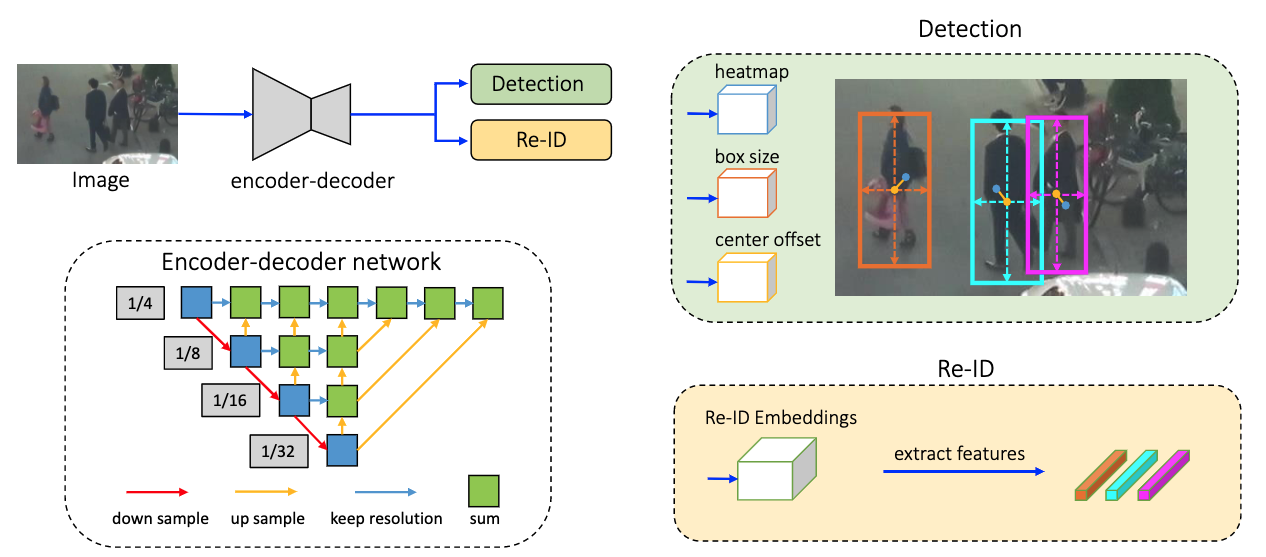 Image
encoder-decoder
Detection
Re-ID
Encoder-decoder network
1/4
1/8
1/16
1/32
down sample
up sample
keep resolution
sum
Detection
heatmap
box size
center offset
Re-ID
Re-ID Embeddings
extract features